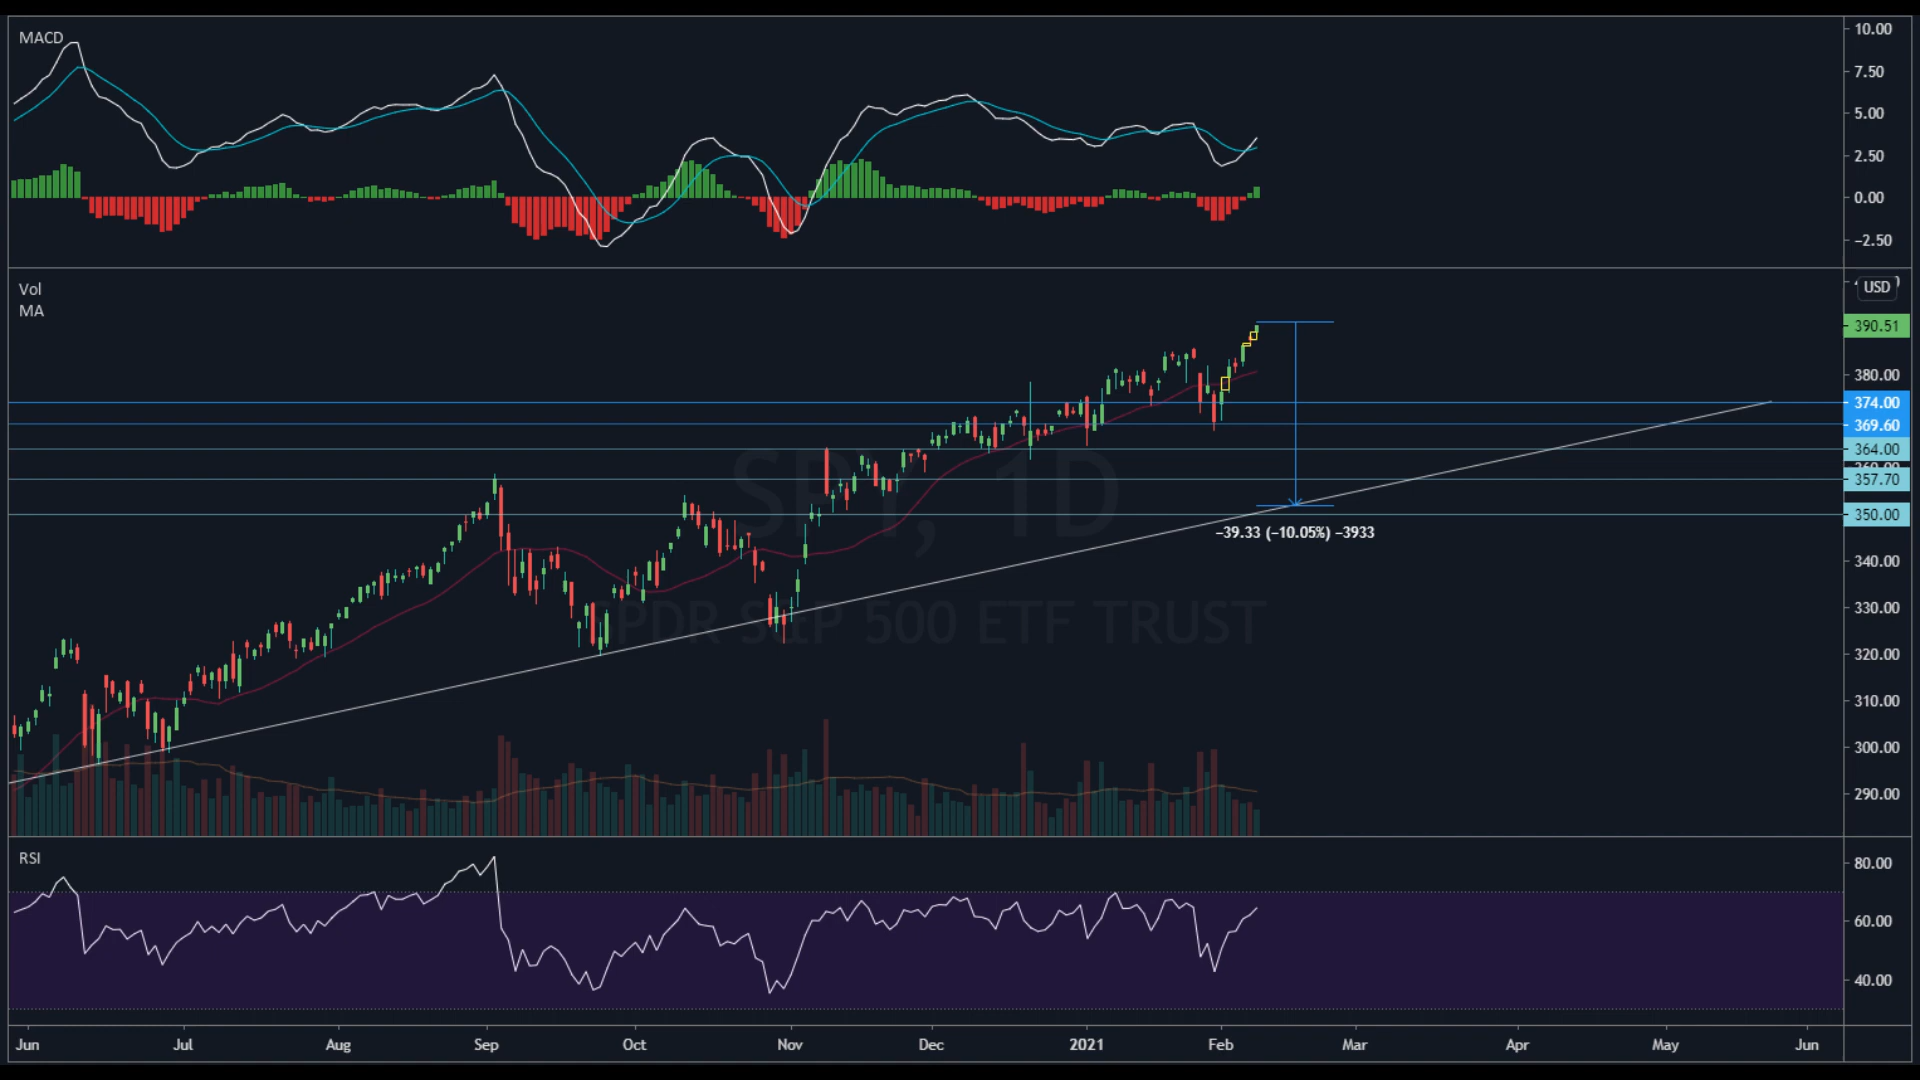 MACD
10.00
7.50
5.00
2.50
0.00
−2.50
Vol
MA
USD
390.51
380.00
374.00
369.60
364.00
357.70
350.00
340.00
330.00
320.00
310.00
300.00
290.00
SPY, 1D
SPDR S&P 500 ETF TRUST
−39.33 (−10.05%) −3933
RSI
80.00
60.00
40.00
Jun Jul Aug Sep Oct Nov Dec 2021 Feb Mar Apr May Jun